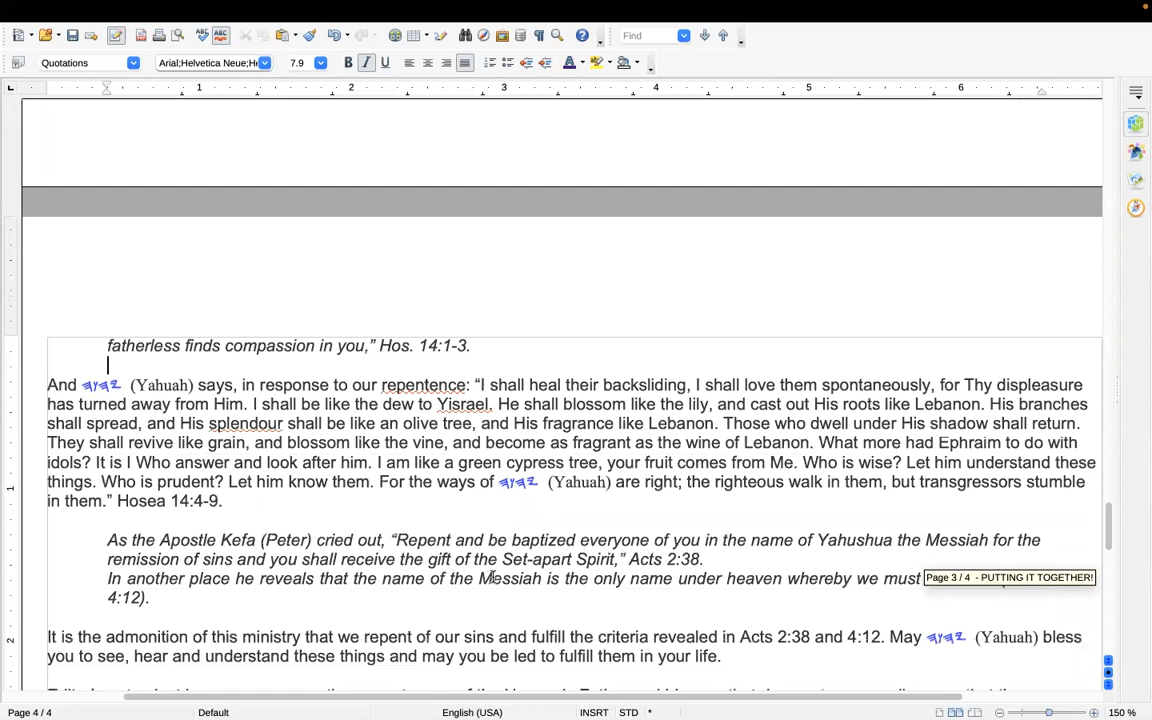 Find
Quotations
Arial;Helvetica Neue;He
7.9
1 2 3 4 5 6
fatherless finds compassion in you,” Hos. 14:1-3.
And 𐤉𐤄𐤅𐤄 (Yahuah) says, in response to our repentence: “I shall heal their backsliding, I shall love them spontaneously, for Thy displeasure
has turned away from Him. I shall be like the dew to Yisrael. He shall blossom like the lily, and cast out His roots like Lebanon. His branches
shall spread, and His splendour shall be like an olive tree, and His fragrance like Lebanon. Those who dwell under His shadow shall return.
They shall revive like grain, and blossom like the vine, and become as fragrant as the wine of Lebanon. What more had Ephraim to do with
idols? It is I Who answer and look after him. I am like a green cypress tree, your fruit comes from Me. Who is wise? Let him understand these
things. Who is prudent? Let him know them. For the ways of 𐤉𐤄𐤅𐤄 (Yahuah) are right; the righteous walk in them, but transgressors stumble
in them.” Hosea 14:4-9.
As the Apostle Kefa (Peter) cried out, “Repent and be baptized everyone of you in the name of Yahushua the Messiah for the
remission of sins and you shall receive the gift of the Set-apart Spirit,” Acts 2:38.
In another place he reveals that the name of the Messiah is the only name under heaven whereby we must
Page 3 / 4 - PUTTING IT TOGETHER!
4:12).
It is the admonition of this ministry that we repent of our sins and fulfill the criteria revealed in Acts 2:38 and 4:12. May 𐤉𐤄𐤅𐤄 (Yahuah) bless
you to see, hear and understand these things and may you be led to fulfill them in your life.
Page 4 / 4
Default
English (USA)
INSRT
STD
*
150 %